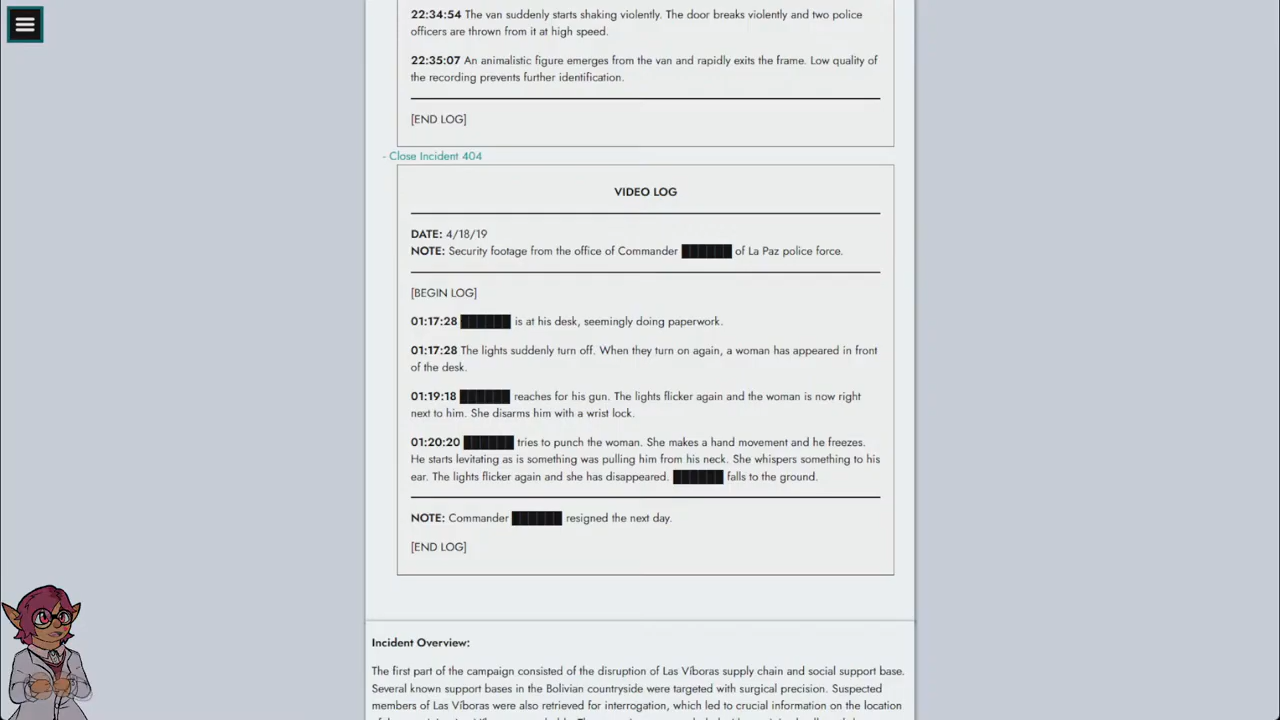 22:34:54 The van suddenly starts shaking violently. The door breaks violently and two police
officers are thrown from it at high speed.
22:35:07 An animalistic figure emerges from the van and rapidly exits the frame. Low quality of
the recording prevents further identification.
[END LOG]
- Close Incident 404
VIDEO LOG
DATE: 4/18/19
NOTE: Security footage from the office of Commander ██████ of La Paz police force.
[BEGIN LOG]
01:17:28 ██████ is at his desk, seemingly doing paperwork.
01:17:28 The lights suddenly turn off. When they turn on again, a woman has appeared in front
of the desk.
01:19:18 ██████ reaches for his gun. The lights flicker again and the woman is now right
next to him. She disarms him with a wrist lock.
01:20:20 ██████ tries to punch the woman. She makes a hand movement and he freezes.
He starts levitating as is something was pulling him from his neck. She whispers something to his
ear. The lights flicker again and she has disappeared. ██████ falls to the ground.
NOTE: Commander ██████ resigned the next day.
[END LOG]
Incident Overview:
The first part of the campaign consisted of the disruption of Las Víboras supply chain and social support base.
Several known support bases in the Bolivian countryside were targeted with surgical precision. Suspected
members of Las Víboras were also retrieved for interrogation, which led to crucial information on the location